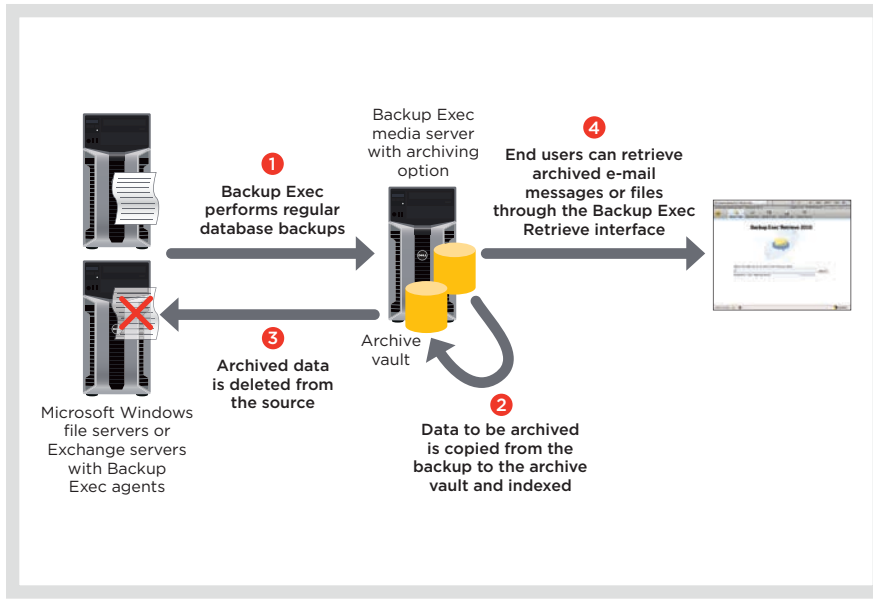 Backup Exec
media server
with archiving
option
1
Backup Exec
performs regular
database backups
4
End users can retrieve
archived e-mail
messages or files
through the Backup Exec
Retrieve interface
Backup Exec Retrieve 2010
DELL
3
Archived data
is deleted from
the source
Archive
vault
2
Data to be archived
is copied from the
backup to the archive
vault and indexed
Microsoft Windows
file servers or
Exchange servers
with Backup
Exec agents